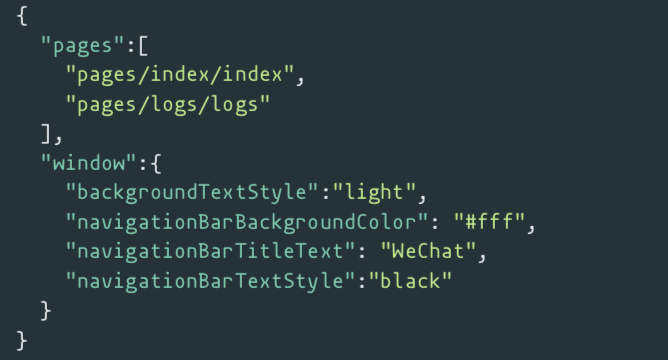 {
  "pages":[
    "pages/index/index",
    "pages/logs/logs"
  ],
  "window":{
    "backgroundTextStyle":"light",
    "navigationBarBackgroundColor": "#fff",
    "navigationBarTitleText": "WeChat",
    "navigationBarTextStyle":"black"
  }
}